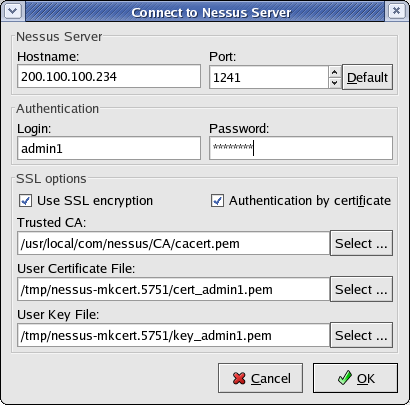 Connect to Nessus Server
Nessus Server
Hostname: Port:
200.100.100.234 1241 Default
Authentication
Login: Password:
admin1 ********
SSL options
Use SSL encryption Authentication by certificate
Trusted CA:
/usr/local/com/nessus/CA/cacert.pem Select ...
User Certificate File:
/tmp/nessus-mkcert.5751/cert_admin1.pem Select ...
User Key File:
/tmp/nessus-mkcert.5751/key_admin1.pem Select ...
Cancel OK